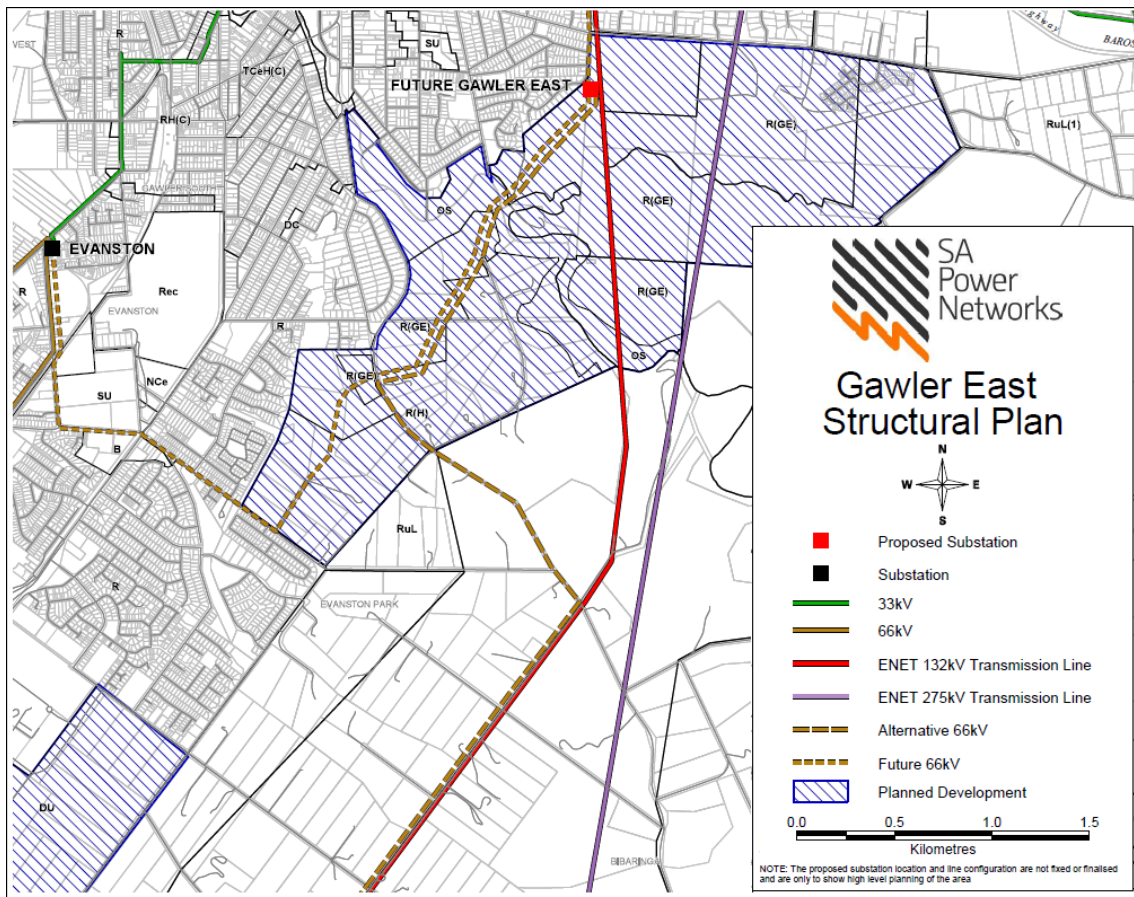 WEST
R
TCeH(C)
SU
FUTURE GAWLER EAST
BAROS
RH(C)
R(GE)
RuL(1)
GAWLER SOUTH
OS
R(GE)
DC
EVANSTON
R
Rec
R(GE)
EVANSTON
R
R(GE)
OS
R(GE)
NCe
SU
R(H)
B
RuL
R
EVANSTON PARK
DU
BIBARINGA
SA
Power
Networks
Gawler East
Structural Plan
N
W
E
S
Proposed Substation
Substation
33kV
66kV
ENET 132kV Transmission Line
ENET 275kV Transmission Line
Alternative 66kV
Future 66kV
Planned Development
0.0 0.5 1.0 1.5
Kilometres
NOTE: The proposed substation location and line configuration are not fixed or finalised
and are only to show high level planning of the area